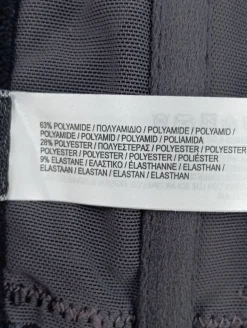 63% POLYAMIDE / ΠΟΛΥΑΜΙΔΙΟ / POLYAMIDE / POLYAMID /
POLYAMIDE / POLYAMID / POLYAMID / POLIAMIDA
28% POLYESTER / ΠΟΛΥΕΣΤΕΡΑΣ / POLYESTER / POLYESTER /
POLYESTER / POLYESTER / POLYESTER / POLIÉSTER
9% ELASTANE / ΕΛΑΣΤΙΚΟ / ÉLASTHANNE / ELASTHAN /
ELASTAAN / ELASTAN / ELASTAN / ELASTHAN